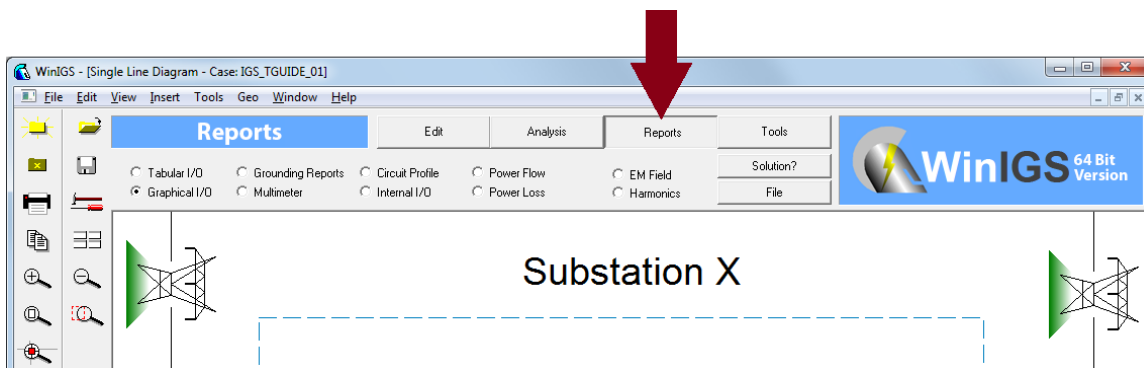 WinIGS - [Single Line Diagram - Case: IGS_TGUIDE_01]
File Edit View Insert Tools Geo Window Help
Reports Edit Analysis Reports Tools
Tabular I/O Grounding Reports Circuit Profile Power Flow EM Field Solution?
Graphical I/O Multimeter Internal I/O Power Loss Harmonics File
WinIGS 64 Bit Version
Substation X